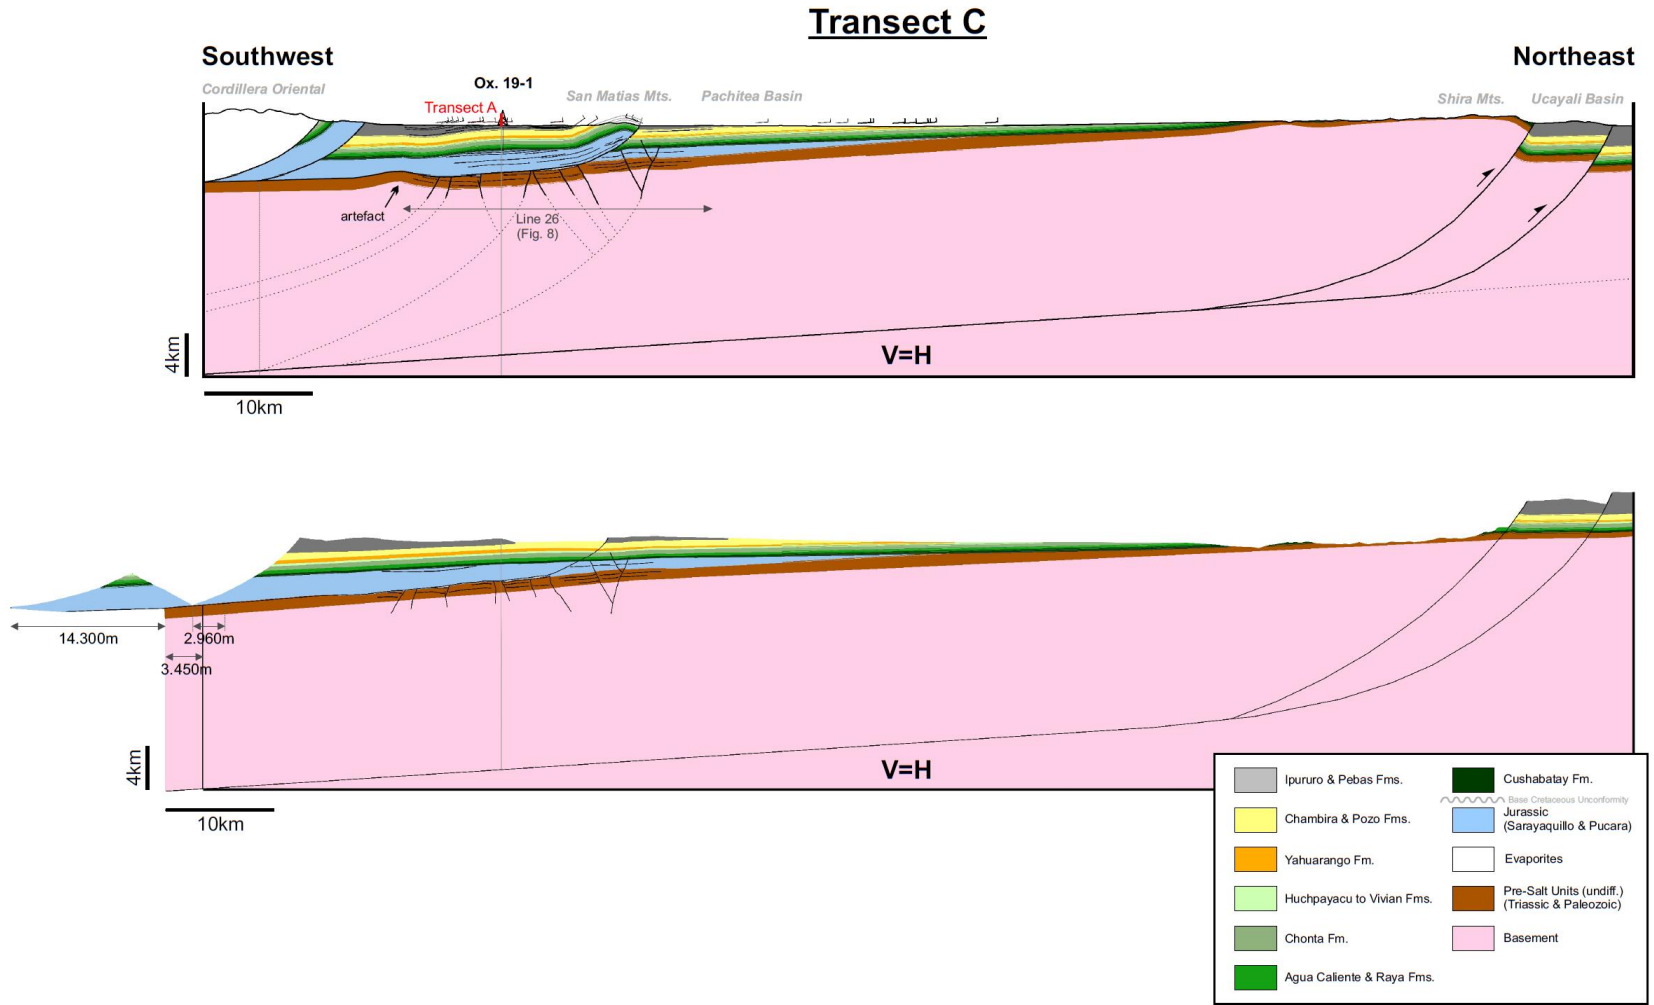 Transect C
Southwest
Northeast
Cordillera Oriental
Ox. 19-1
Transect A
San Matias Mts.
Pachitea Basin
Shira Mts.
Ucayali Basin
artefact
Line 26
(Fig. 8)
4km
V=H
10km
14.300m
2.960m
3.450m
4km
V=H
10km
Ipururo & Pebas Fms.
Chambira & Pozo Fms.
Yahuarango Fm.
Huchpayacu to Vivian Fms.
Chonta Fm.
Agua Caliente & Raya Fms.
Cushabatay Fm.
Base Cretaceous Unconformity
Jurassic
(Sarayaquillo & Pucara)
Evaporites
Pre-Salt Units (undiff.)
(Triassic & Paleozoic)
Basement